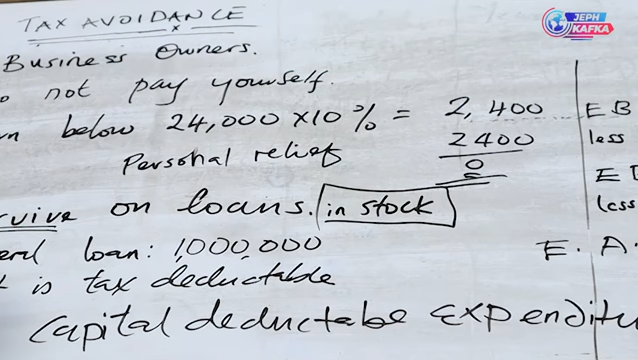 TAX AVOIDANCE
JEPH KAFKA
Business Owners.
not pay yourself.
below 24,000 x 10% = 2,400
Personal relief 2400
0
on loans. in stock
loan: 1,000,000
is tax deductable
Capital deductabe Expenditu
EB
less
E
less
E. A.